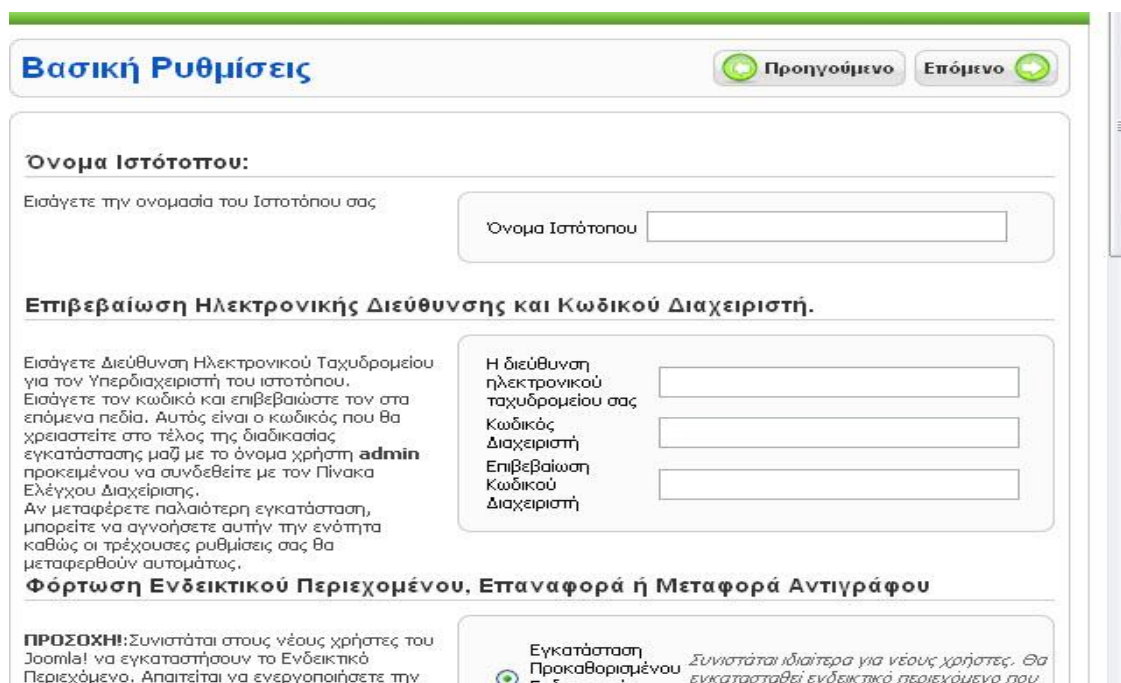 Βασική Ρυθμίσεις
Προηγούμενο
Επόμενο
Όνομα Ιστότοπου:
Εισάγετε την ονομασία του Ιστοτόπου σας
Όνομα Ιστότοπου
Επιβεβαίωση Ηλεκτρονικής Διεύθυνσης και Κωδικού Διαχειριστή.
Εισάγετε Διεύθυνση Ηλεκτρονικού Ταχυδρομείου
για τον Υπερδιαχειριστή του ιστοτόπου.
Εισάγετε τον κωδικό και επιβεβαιώστε τον στα
επόμενα πεδία. Αυτός είναι ο κωδικός που θα
χρειαστείτε στο τέλος της διαδικασίας
εγκατάστασης μαζί με το όνομα χρήστη admin
προκειμένου να συνδεθείτε με τον Πίνακα
Ελέγχου Διαχείρισης.
Αν μεταφέρετε παλαιότερη εγκατάσταση,
μπορείτε να αγνοήσετε αυτήν την ενότητα
καθώς οι τρέχουσες ρυθμίσεις σας θα
μεταφερθούν αυτομάτως.
Η διεύθυνση
ηλεκτρονικού
ταχυδρομείου σας
Κωδικός
Διαχειριστή
Επιβεβαίωση
Κωδικού
Διαχειριστή
Φόρτωση Ενδεικτικού Περιεχομένου, Επαναφορά ή Μεταφορά Αντιγράφου
ΠΡΟΣΟΧΗ!:Συνιστάται στους νέους χρήστες του
Joomla! να εγκαταστήσουν το Ενδεικτικό
Περιεχόμενο. Απαιτείται να ενεργοποιήσετε την
Εγκατάσταση
Προκαθορισμένου
Συνιστάται ιδιαίτερα για νέους χρήστες. Θα
εγκατασταθεί ενδεικτικό περιεχόμενο που